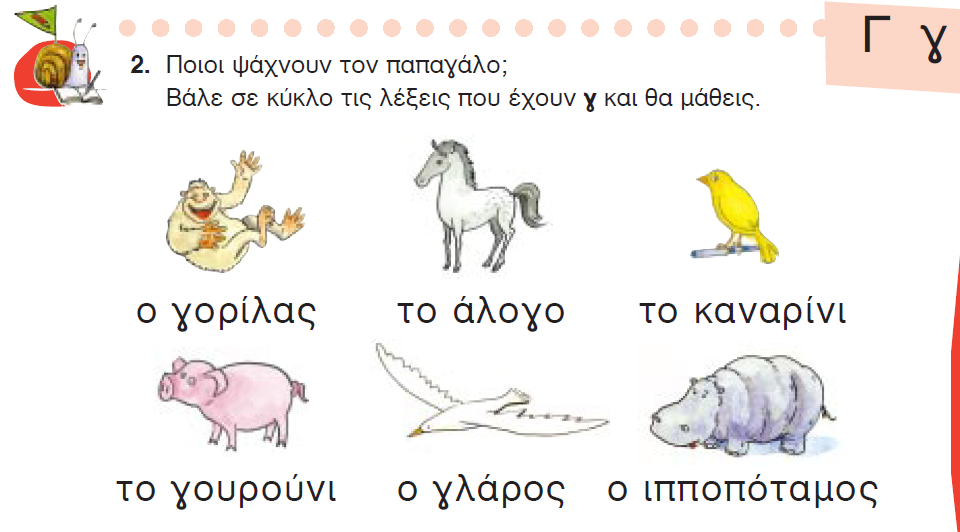 Γ γ
2. Ποιοι ψάχνουν τον παπαγάλο;
Βάλε σε κύκλο τις λέξεις που έχουν γ και θα μάθεις.
ο γορίλας
το άλογο
το καναρίνι
το γουρούνι
ο γλάρος
ο ιπποπόταμος